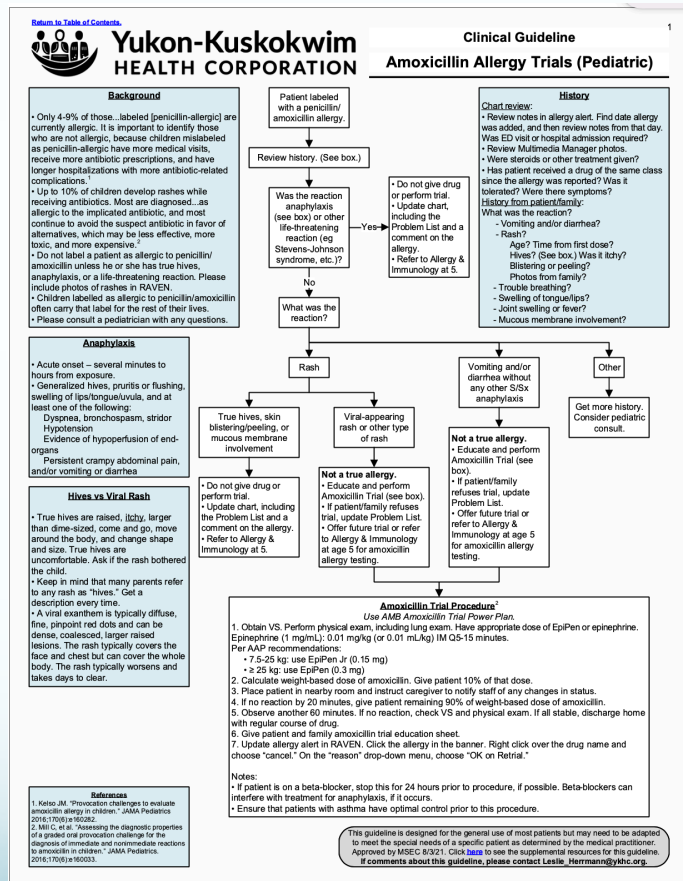 Return to Table of Contents.
1
Yukon-Kuskokwim
HEALTH CORPORATION
Clinical Guideline
Amoxicillin Allergy Trials (Pediatric)
Background
• Only 4-9% of those...labeled [penicillin-allergic] are
currently allergic. It is important to identify those
who are not allergic, because children mislabeled
as penicillin-allergic have more medical visits,
receive more antibiotic prescriptions, and have
longer hospitalizations with more antibiotic-related
complications.1
• Up to 10% of children develop rashes while
receiving antibiotics. Most are diagnosed...as
allergic to the implicated antibiotic, and most
continue to avoid the suspect antibiotic in favor of
alternatives, which may be less effective, more
toxic, and more expensive.2
• Do not label a patient as allergic to penicillin/
amoxicillin unless he or she has true hives,
anaphylaxis, or a life-threatening reaction. Please
include photos of rashes in RAVEN.
• Children labelled as allergic to penicillin/amoxicillin
often carry that label for the rest of their lives.
• Please consult a pediatrician with any questions.
Patient labeled
with a penicillin/
amoxicillin allergy.
Review history. (See box.)
Was the reaction
anaphylaxis
(see box) or other
life-threatening
reaction (eg
Stevens-Johnson
syndrome, etc.)?
Yes
• Do not give drug
or perform trial.
• Update chart,
including the
Problem List and a
comment on the
allergy.
• Refer to Allergy &
Immunology at 5.
No
What was the
reaction?
History
Chart review:
• Review notes in allergy alert. Find date allergy
was added, and then review notes from that day.
Was ED visit or hospital admission required?
• Review Multimedia Manager photos.
• Were steroids or other treatment given?
• Has patient received a drug of the same class
since the allergy was reported? Was it
tolerated? Were there symptoms?
History from patient/family:
What was the reaction?
- Vomiting and/or diarrhea?
- Rash?
Age? Time from first dose?
Hives? (See box.) Was it itchy?
Blistering or peeling?
Photos from family?
- Trouble breathing?
- Swelling of tongue/lips?
- Joint swelling or fever?
- Mucous membrane involvement?
Anaphylaxis
• Acute onset – several minutes to
hours from exposure.
• Generalized hives, pruritis or flushing,
swelling of lips/tongue/uvula, and at
least one of the following:
Dyspnea, bronchospasm, stridor
Hypotension
Evidence of hypoperfusion of end-
organs
Persistent crampy abdominal pain,
and/or vomiting or diarrhea
Rash
Vomiting and/or
diarrhea without
any other S/Sx
anaphylaxis
Other
True hives, skin
blistering/peeling, or
mucous membrane
involvement
Viral-appearing
rash or other type
of rash
Get more history.
Consider pediatric
consult.
• Do not give drug or
perform trial.
• Update chart, including
the Problem List and a
comment on the allergy.
• Refer to Allergy &
Immunology at 5.
Not a true allergy.
• Educate and perform
Amoxicillin Trial (see box).
• If patient/family refuses
trial, update Problem List.
• Offer future trial or refer
to Allergy & Immunology
at age 5 for amoxicillin
allergy testing.
Not a true allergy.
• Educate and perform
Amoxicillin Trial (see
box).
• If patient/family
refuses trial, update
Problem List.
• Offer future trial or
refer to Allergy &
Immunology at age 5
for amoxicillin allergy
testing.
Hives vs Viral Rash
• True hives are raised, itchy, larger
than dime-sized, come and go, move
around the body, and change shape
and size. True hives are
uncomfortable. Ask if the rash bothered
the child.
• Keep in mind that many parents refer
to any rash as “hives.” Get a
description every time.
• A viral exanthem is typically diffuse,
fine, pinpoint red dots and can be
dense, coalesced, larger raised
lesions. The rash typically covers the
face and chest but can cover the whole
body. The rash typically worsens and
takes days to clear.
Amoxicillin Trial Procedure2
Use AMB Amoxicillin Trial Power Plan.
1. Obtain VS. Perform physical exam, including lung exam. Have appropriate dose of EpiPen or epinephrine.
Epinephrine (1 mg/mL): 0.01 mg/kg (or 0.01 mL/kg) IM Q5-15 minutes.
Per AAP recommendations:
• 7.5-25 kg: use EpiPen Jr (0.15 mg)
• ≥ 25 kg: use EpiPen (0.3 mg)
2. Calculate weight-based dose of amoxicillin. Give patient 10% of that dose.
3. Place patient in nearby room and instruct caregiver to notify staff of any changes in status.
4. If no reaction by 20 minutes, give patient remaining 90% of weight-based dose of amoxicillin.
5. Observe another 60 minutes. If no reaction, check VS and physical exam. If all stable, discharge home
with regular course of drug.
6. Give patient and family amoxicillin trial education sheet.
7. Update allergy alert in RAVEN. Click the allergy in the banner. Right click over the drug name and
choose “cancel.” On the “reason” drop-down menu, choose “OK on Retrial.”
Notes:
• If patient is on a beta-blocker, stop this for 24 hours prior to procedure, if possible. Beta-blockers can
interfere with treatment for anaphylaxis, if it occurs.
• Ensure that patients with asthma have optimal control prior to this procedure.
References
1. Kelso JM. “Provocation challenges to evaluate
amoxicillin allergy in children.” JAMA Pediatrics
2016;170(6):e160282.
2. Mill C, et al. “Assessing the diagnostic properties
of a graded oral provocation challenge for the
diagnosis of immediate and nonimmediate reactions
to amoxicillin in children.” JAMA Pediatrics.
2016;170(6):e160033.
This guideline is designed for the general use of most patients but may need to be adapted
to meet the special needs of a specific patient as determined by the medical practitioner.
Approved by MSEC 8/3/21. Click here to see the supplemental resources for this guideline.
If comments about this guideline, please contact Leslie_Herrmann@ykhc.org.